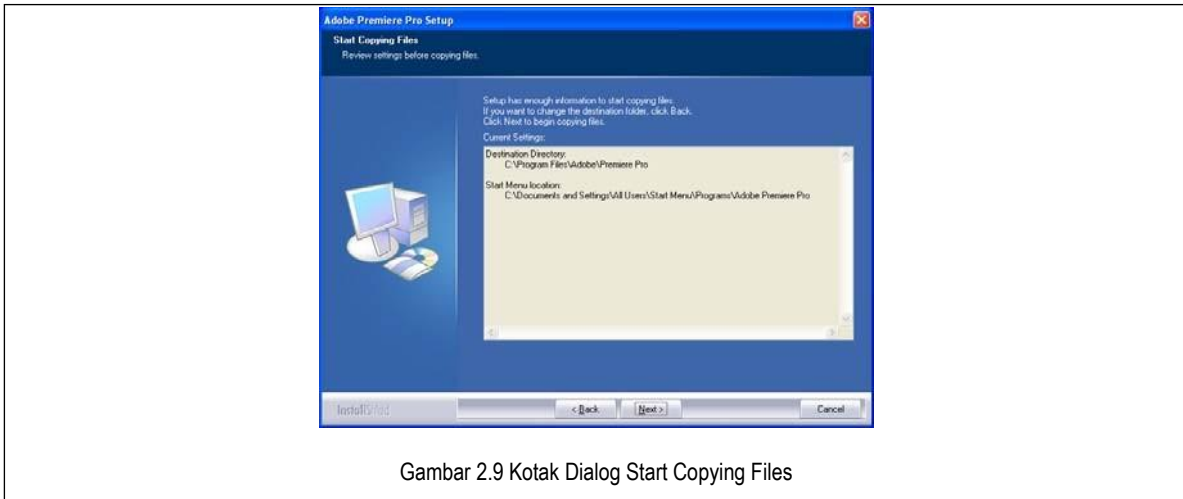 Adobe Premiere Pro Setup
Start Copying Files
Review settings before copying files.
Setup has enough information to start copying files.
If you want to change the destination folder, click Back.
Click Next to begin copying files.
Current Settings:
Destination Directory:
C:\Program Files\Adobe\Premiere Pro
Start Menu location:
C:\Documents and Settings\All Users\Start Menu\Programs\Adobe Premiere Pro
< Back
Next >
Cancel
Gambar 2.9 Kotak Dialog Start Copying Files